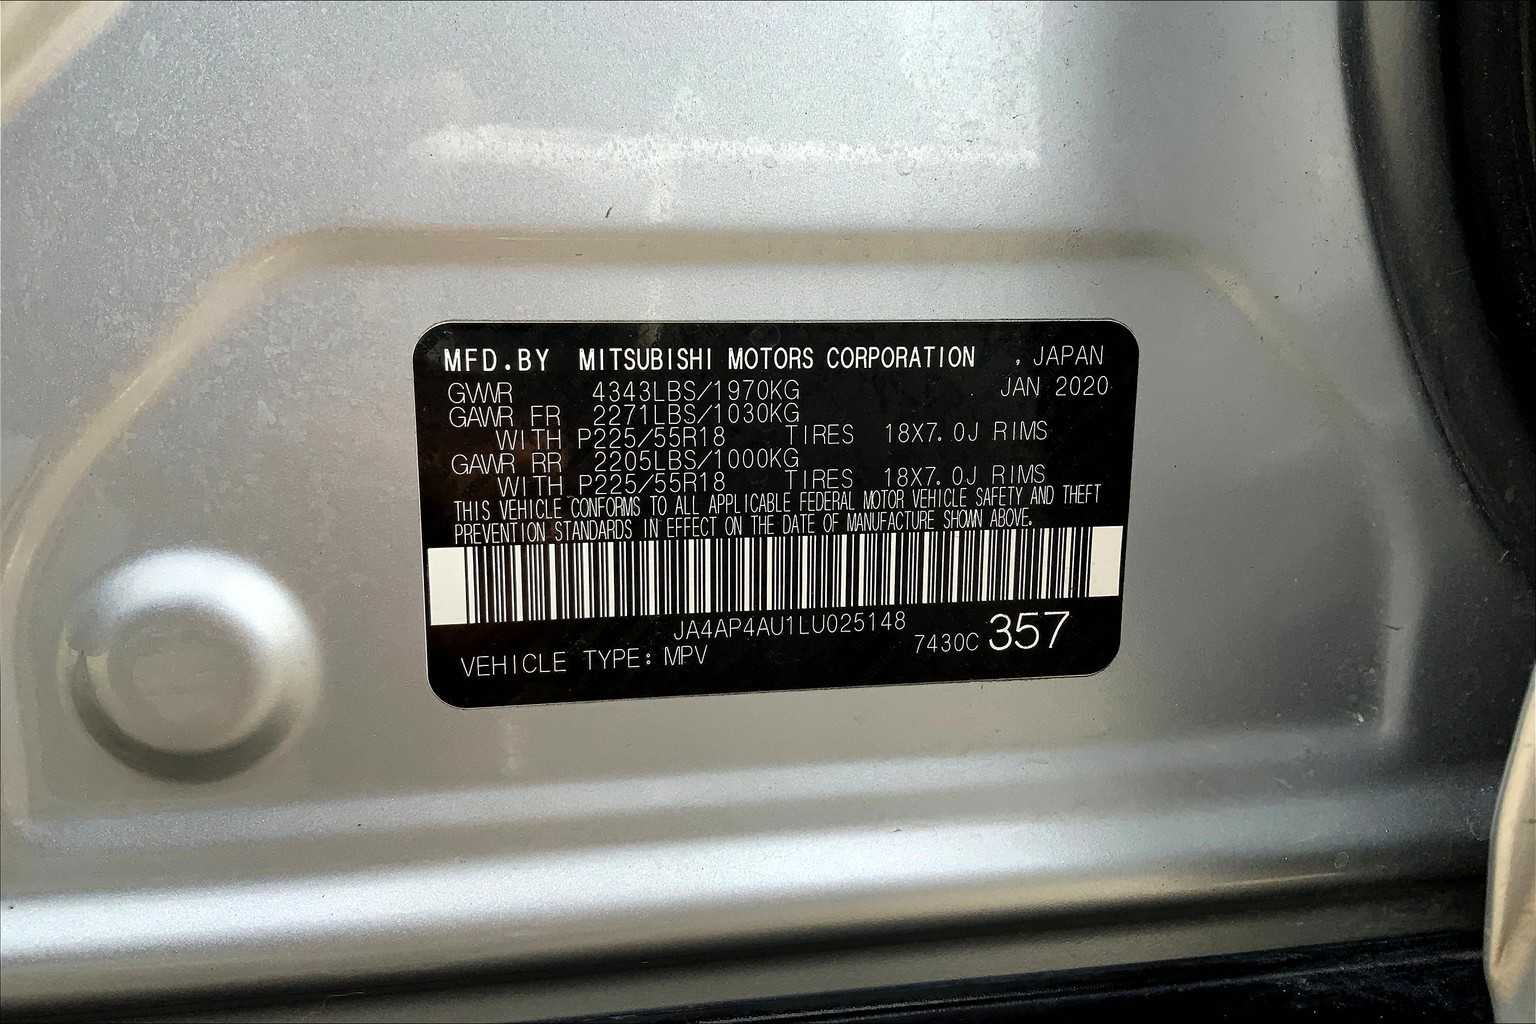 MFD.BY MITSUBISHI MOTORS CORPORATION , JAPAN
GVWR 4343LBS/1970KG JAN 2020
GAWR FR 2271LBS/1030KG
WITH P225/55R18 TIRES 18X7.0J RIMS
GAWR RR 2205LBS/1000KG
WITH P225/55R18 TIRES 18X7.0J RIMS
THIS VEHICLE CONFORMS TO ALL APPLICABLE FEDERAL MOTOR VEHICLE SAFETY AND THEFT
PREVENTION STANDARDS IN EFFECT ON THE DATE OF MANUFACTURE SHOWN ABOVE.
JA4AP4AU1LU025148
VEHICLE TYPE: MPV 7430C 357